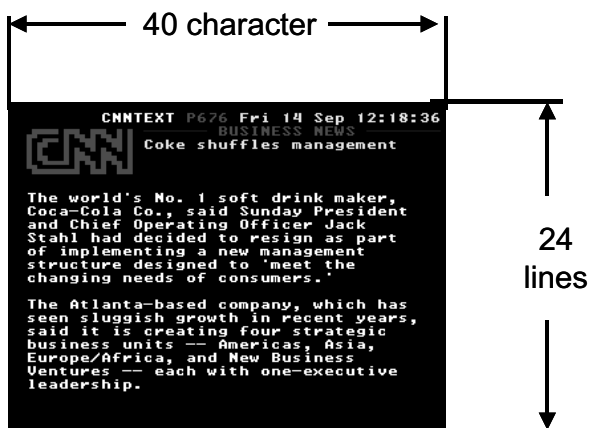 40 character
CNNTEXT P676 Fri 14 Sep 12:18:36
BUSINESS NEWS
CNN
Coke shuffles management
The world's No. 1 soft drink maker,
Coca-Cola Co., said Sunday President
and Chief Operating Officer Jack
Stahl had decided to resign as part
of implementing a new management
structure designed to 'meet the
changing needs of consumers.'
The Atlanta-based company, which has
seen sluggish growth in recent years,
said it is creating four strategic
business units -- Americas, Asia,
Europe/Africa, and New Business
Ventures -- each with one-executive
leadership.
24
lines